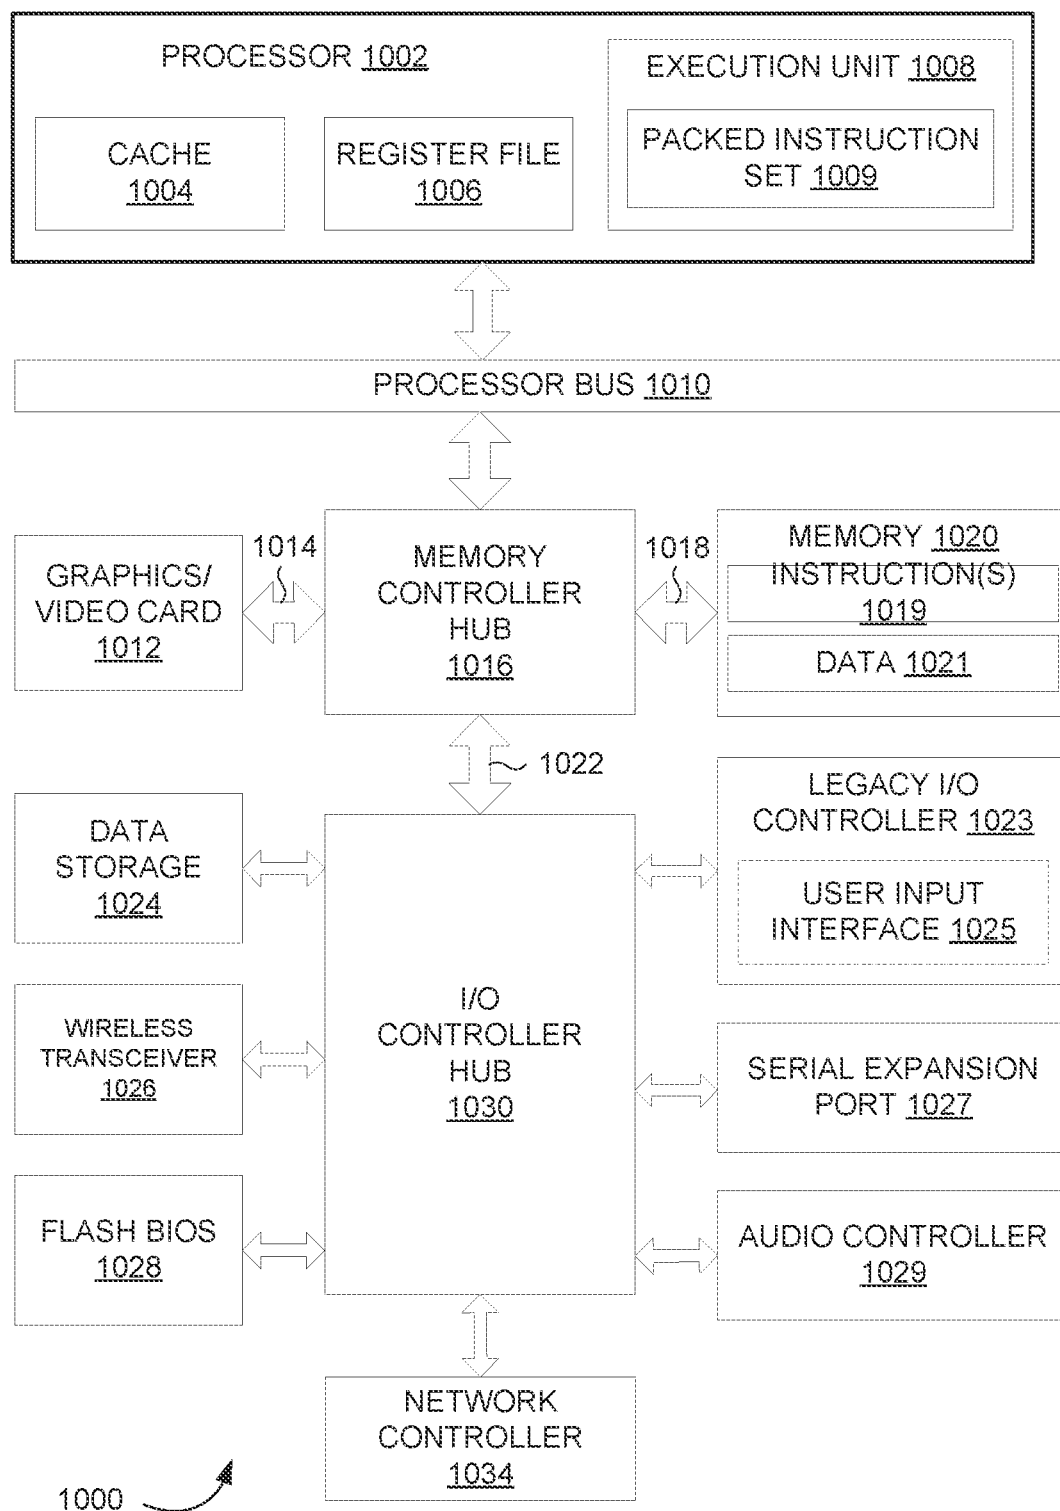 PROCESSOR 1002
EXECUTION UNIT 1008
PACKED INSTRUCTION
SET 1009
CACHE
1004
REGISTER FILE
1006
PROCESSOR BUS 1010
GRAPHICS/
VIDEO CARD
1012
1014
MEMORY
CONTROLLER
HUB
1016
1018
MEMORY 1020
INSTRUCTION(S)
1019
DATA 1021
1022
DATA
STORAGE
1024
LEGACY I/O
CONTROLLER 1023
USER INPUT
INTERFACE 1025
WIRELESS
TRANSCEIVER
1026
I/O
CONTROLLER
HUB
1030
SERIAL EXPANSION
PORT 1027
FLASH BIOS
1028
AUDIO CONTROLLER
1029
NETWORK
CONTROLLER
1034
1000